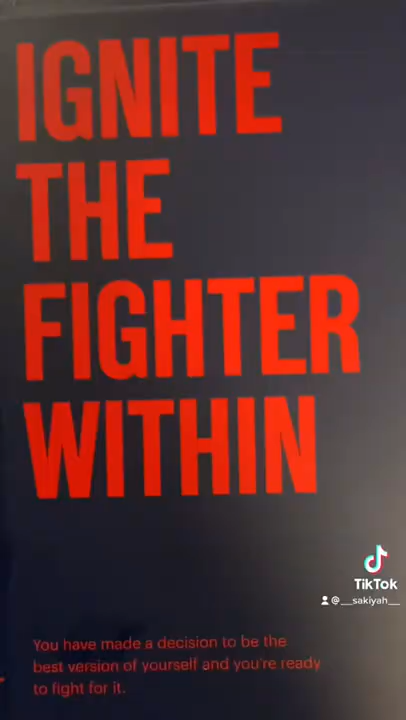 IGNITE
THE
FIGHTER
WITHIN
TikTok
@__sakiyah__
You have made a decision to be the
best version of yourself and you're ready
to fight for it.